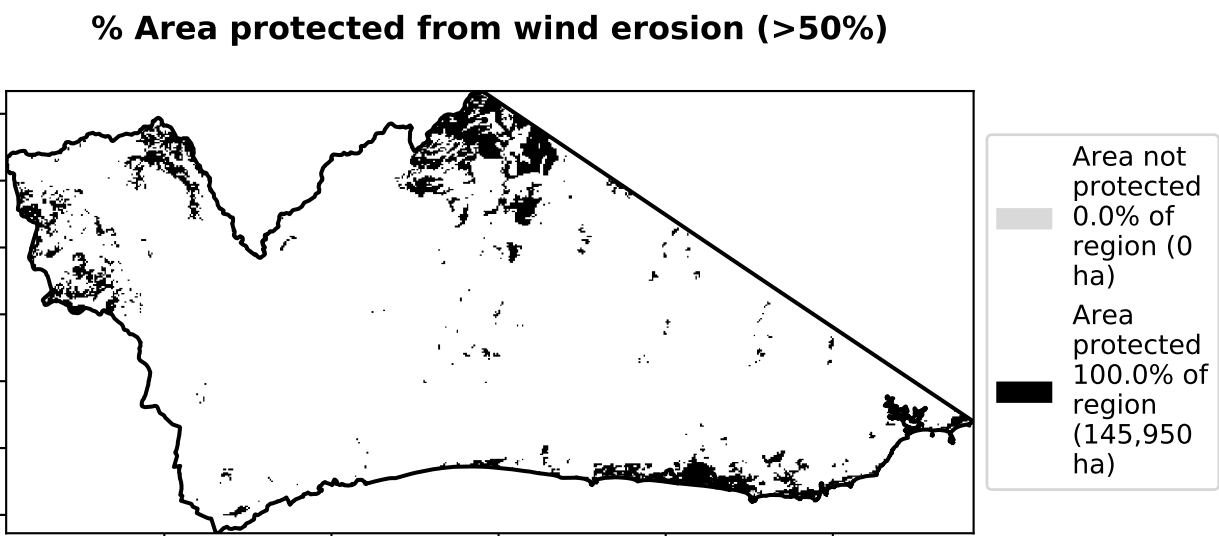 % Area protected from wind erosion (>50%)
Area not
protected
0.0% of
region (0
ha)
Area
protected
100.0% of
region
(145,950
ha)